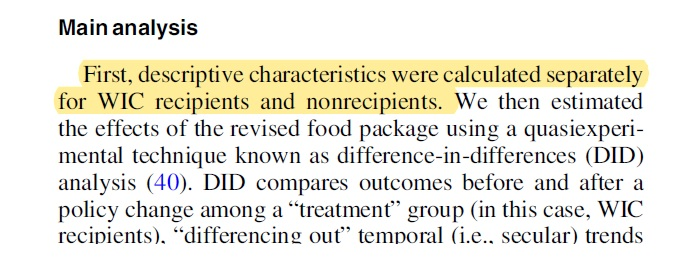 Main analysis
First, descriptive characteristics were calculated separately
for WIC recipients and nonrecipients. We then estimated
the effects of the revised food package using a quasiexperi-
mental technique known as difference-in-differences (DID)
analysis (40). DID compares outcomes before and after a
policy change among a “treatment” group (in this case, WIC
recipients), “differencing out” temporal (i.e., secular) trends